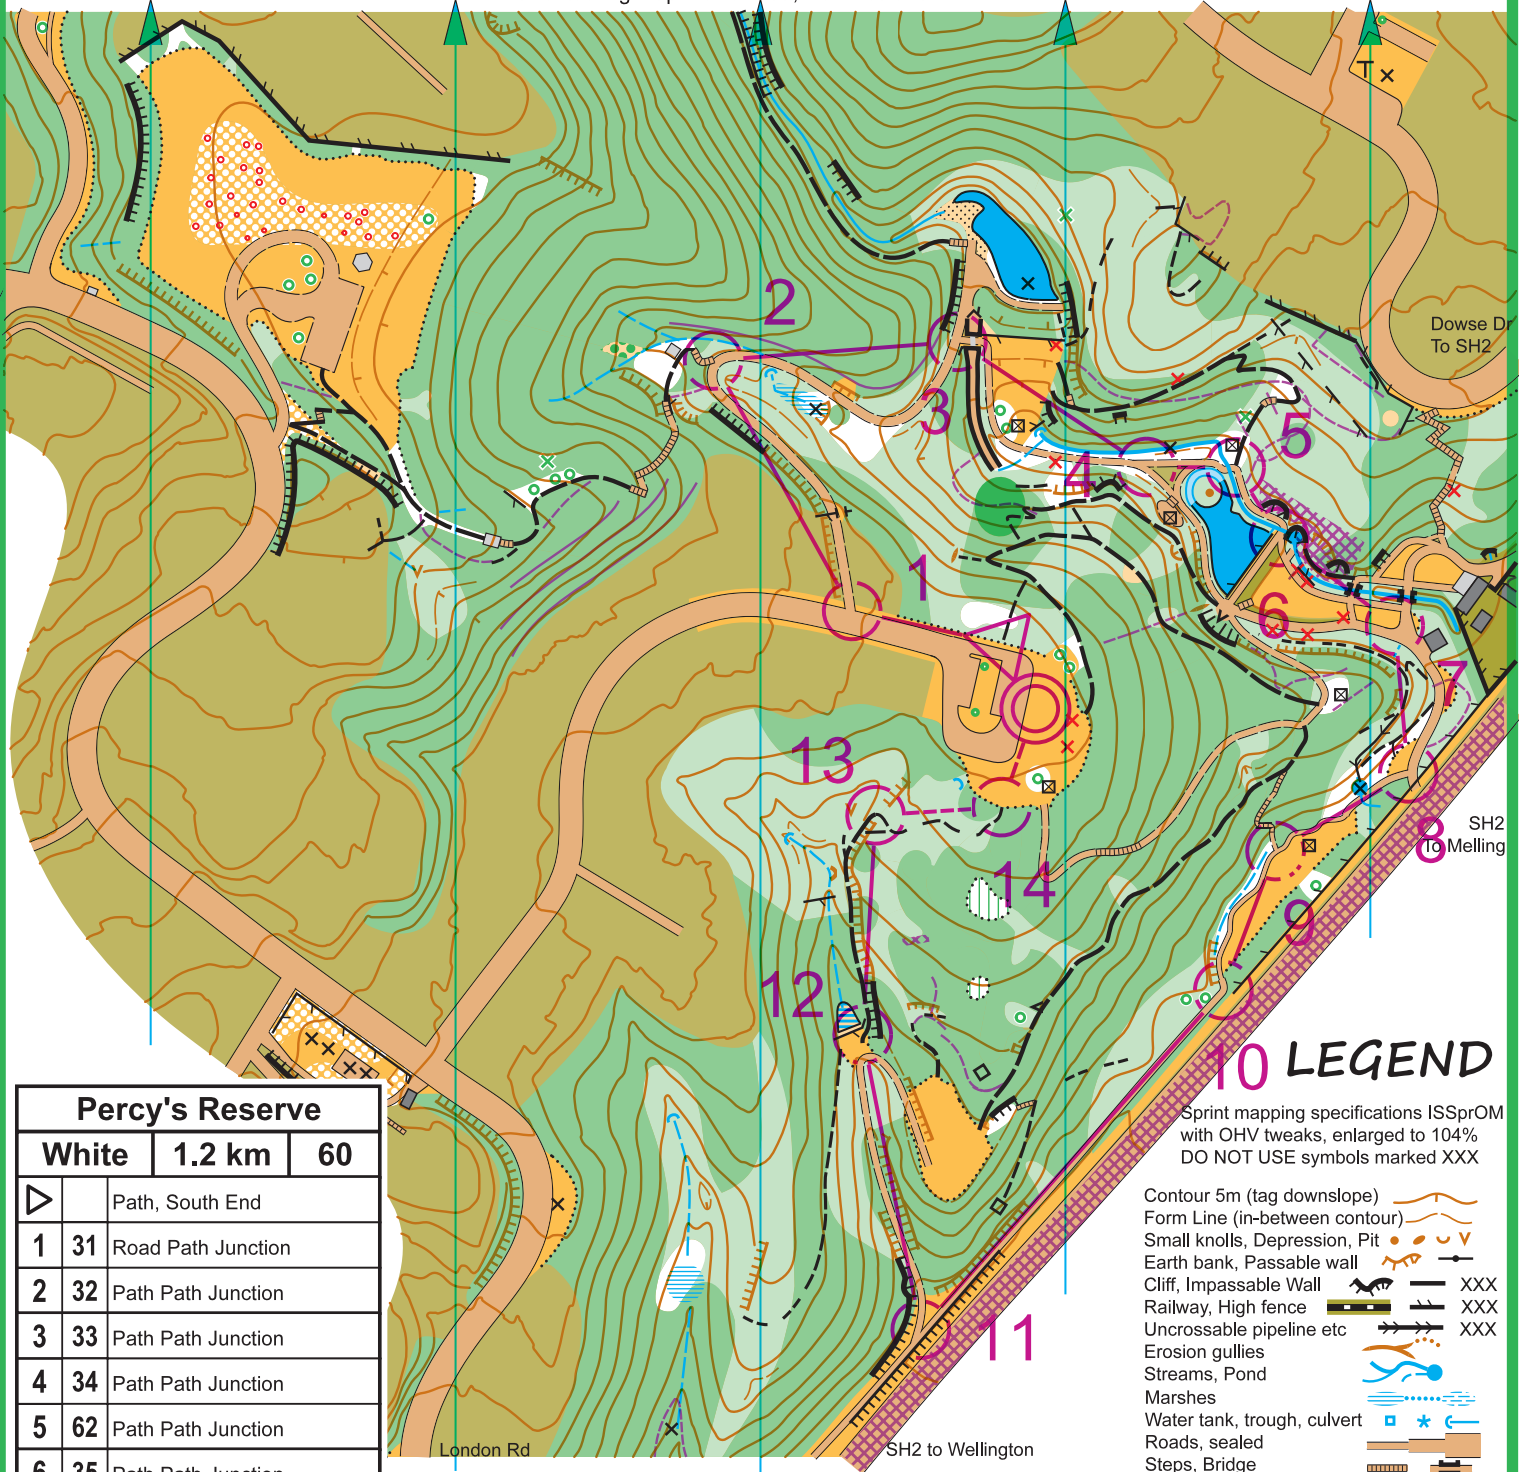 Dowse Dr
To SH2
2
3
5
4
1
6
7
13
SH2
To Melling
8
14
9
12
10
11
LEGEND
Sprint mapping specifications ISSprOM
with OHV tweaks, enlarged to 104%
DO NOT USE symbols marked XXX
Contour 5m (tag downslope)
Form Line (in-between contour)
Small knolls, Depression, Pit
Earth bank, Passable wall
Cliff, Impassable Wall XXX
Railway, High fence XXX
Uncrossable pipeline etc XXX
Erosion gullies
Streams, Pond
Marshes
Water tank, trough, culvert
Roads, sealed
Steps, Bridge
Percy's Reserve
White 1.2 km 60
Path, South End
1 31 Road Path Junction
2 32 Path Path Junction
3 33 Path Path Junction
4 34 Path Path Junction
5 62 Path Path Junction
6 35 Path Path Junction
London Rd
SH2 to Wellington